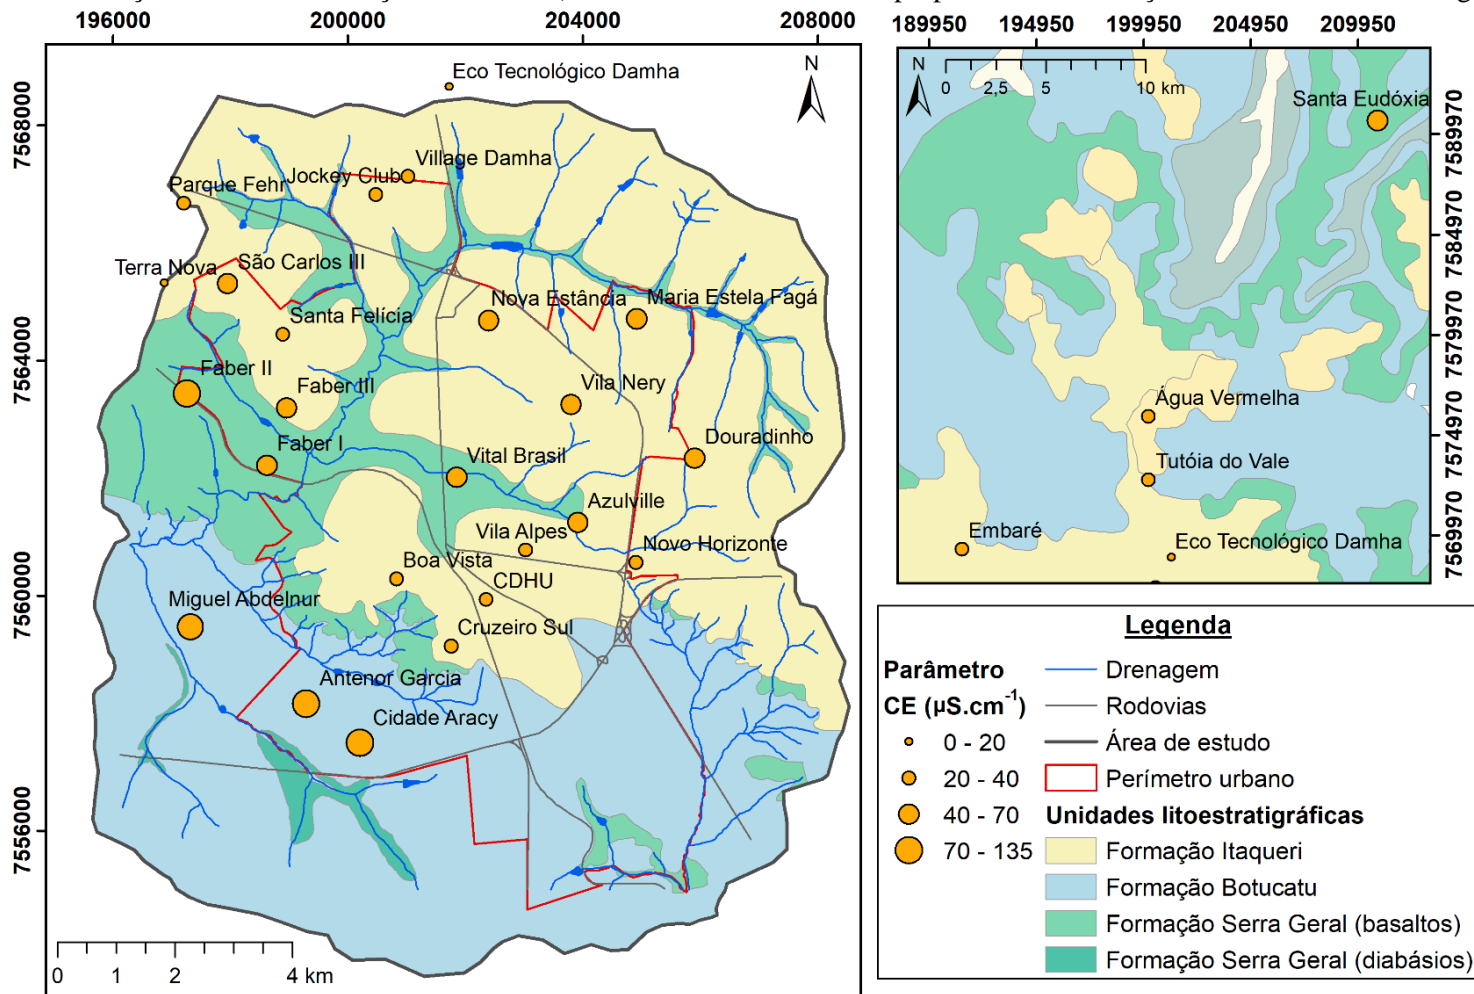 196000 200000 204000 208000
189950 194950 199950 204950 209950
7568000
7564000
7560000
7556000
Eco Tecnológico Damha
N
Village Damha
Jockey Club
Parque Fehr
Terra Nova
São Carlos III
Santa Felícia
Nova Estância
Maria Estela Fagá
Faber II
Faber III
Vila Nery
Faber I
Vital Brasil
Douradinho
Azulville
Vila Alpes
Novo Horizonte
Boa Vista
CDHU
Miguel Abdelnur
Cruzeiro Sul
Antenor Garcia
Cidade Aracy
0 1 2 4 km
N
0 2,5 5 10 km
Santa Eudóxia
Água Vermelha
Tutóia do Vale
Embaré
Eco Tecnológico Damha
7589970
7584970
7579970
7574970
7569970
Legenda
Parâmetro
CE (µS.cm⁻¹)
0 - 20
20 - 40
40 - 70
70 - 135
Drenagem
Rodovias
Área de estudo
Perímetro urbano
Unidades litoestratigráficas
Formação Itaqueri
Formação Botucatu
Formação Serra Geral (basaltos)
Formação Serra Geral (diabásios)